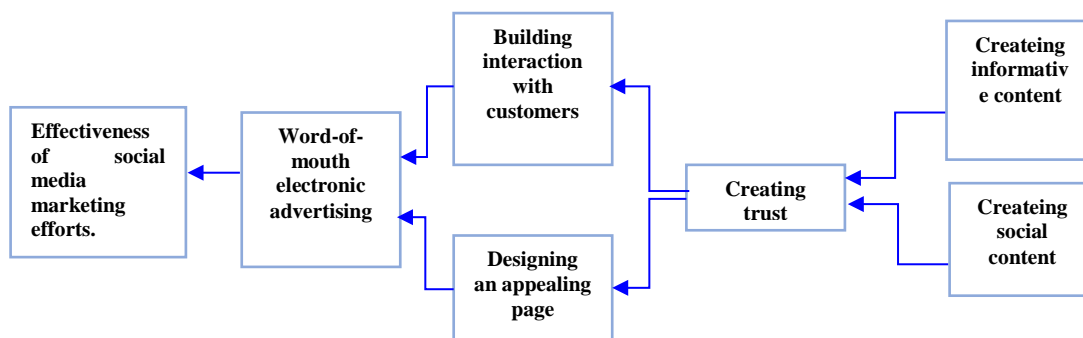 Building
interaction
with
customers
Createing
informativ
e content
Effectiveness
of social
media
marketing
efforts.
Word-of-
mouth
electronic
advertising
Creating
trust
Createing
social
content
Designing
an appealing
page